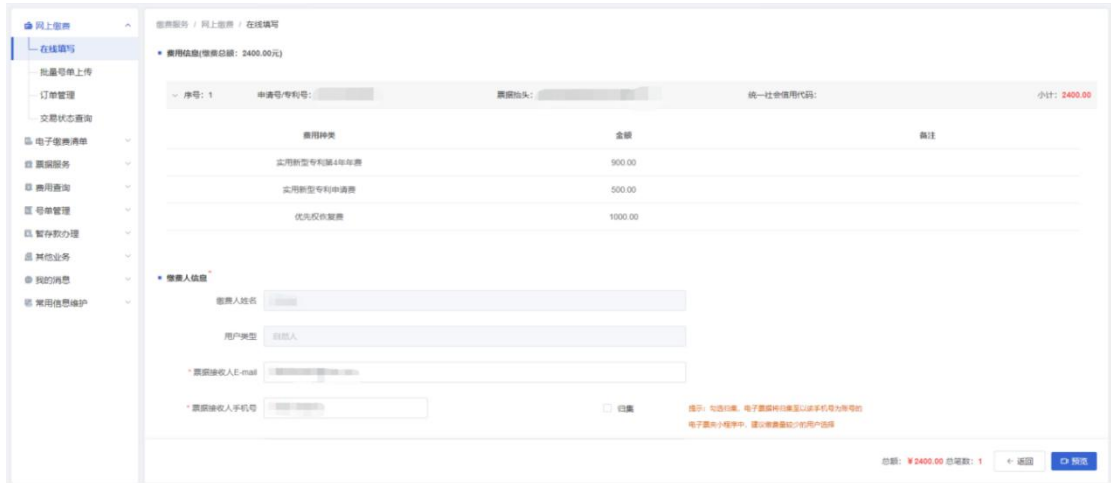 网上缴费
在线填写
批量号单上传
订单管理
交易状态查询
电子缴费清单
票据服务
费用查询
号单管理
暂存款办理
其他业务
我的消息
常用信息维护
缴费服务 / 网上缴费 / 在线填写
费用信息(缴费总额: 2400.00元)
序号: 1 申请号/专利号: 票据抬头: 统一社会信用代码: 小计: 2400.00
费用种类 金额 备注
实用新型专利第4年年费 900.00
实用新型专利申请费 500.00
优先权恢复费 1000.00
缴费人信息
缴费人姓名
用户类型 自然人
* 票据接收人E-mail
* 票据接收人手机号 归集 提示: 勾选归集, 电子票据将归集至以该手机号为账号的
电子票夹小程序中, 建议缴费量较少的用户选择
总额: ￥2400.00 总笔数: 1 ← 返回 预览